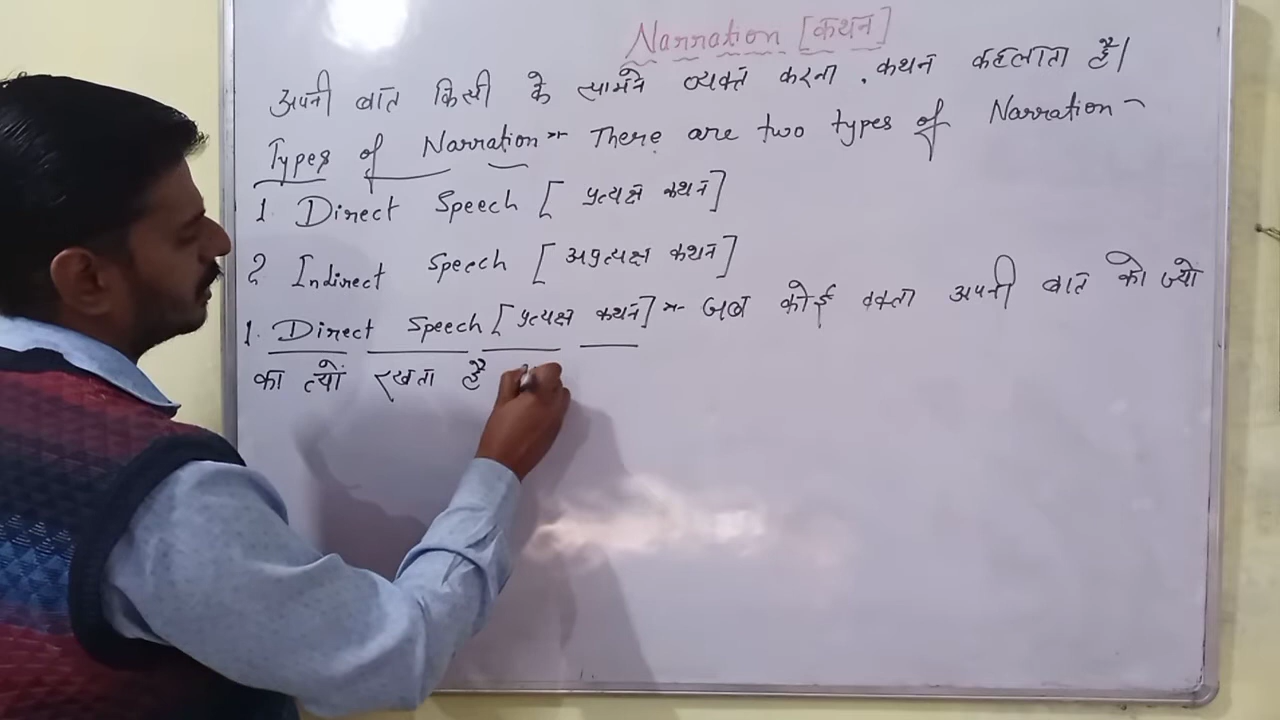 Narration [कथन]
अपनी बात किसी के सामने व्यक्त करना , कथन कहलाता है।
Types of Narration :- There are two types of Narration -
1. Direct Speech [ प्रत्यक्ष कथन ]
2 Indirect Speech [ अप्रत्यक्ष कथन ]
1. Direct Speech [ प्रत्यक्ष कथन ] :- जब कोई वक्ता अपनी बात को ज्यो
का त्यों रखता है